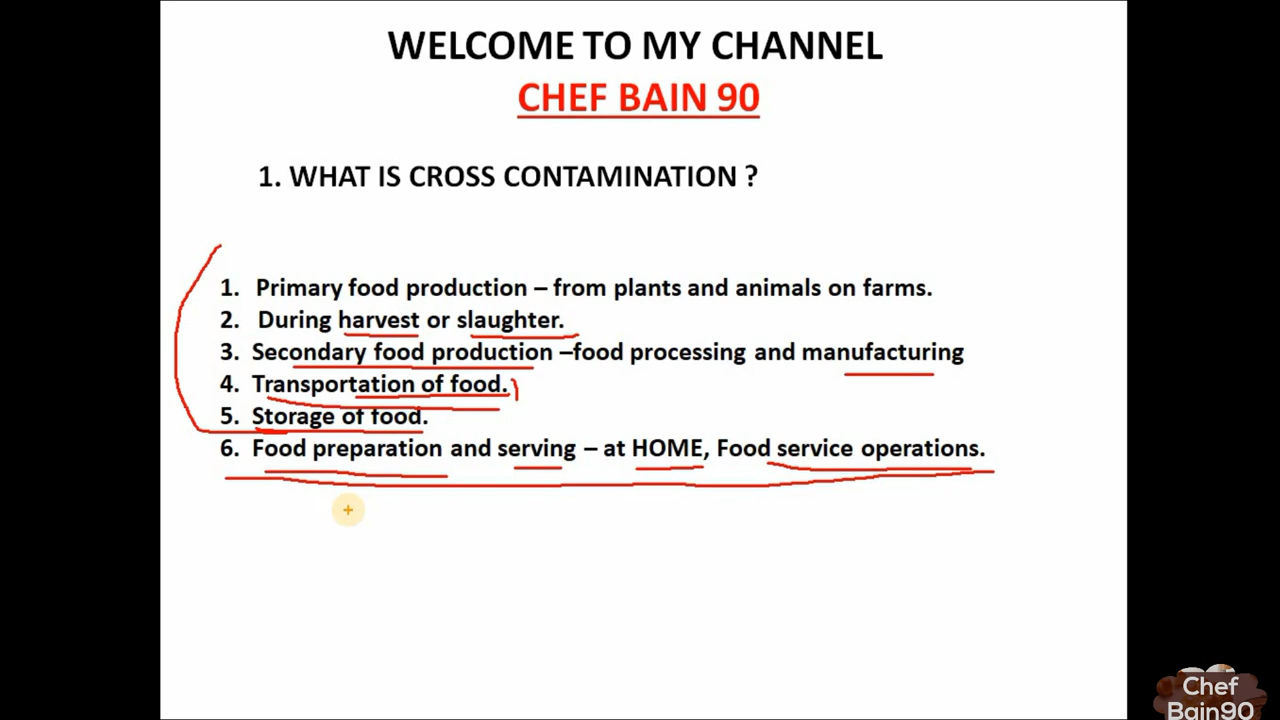 WELCOME TO MY CHANNEL
CHEF BAIN 90
1. WHAT IS CROSS CONTAMINATION ?
1. Primary food production – from plants and animals on farms.
2. During harvest or slaughter.
3. Secondary food production –food processing and manufacturing
4. Transportation of food.
5. Storage of food.
6. Food preparation and serving – at HOME, Food service operations.
Chef
Bain90